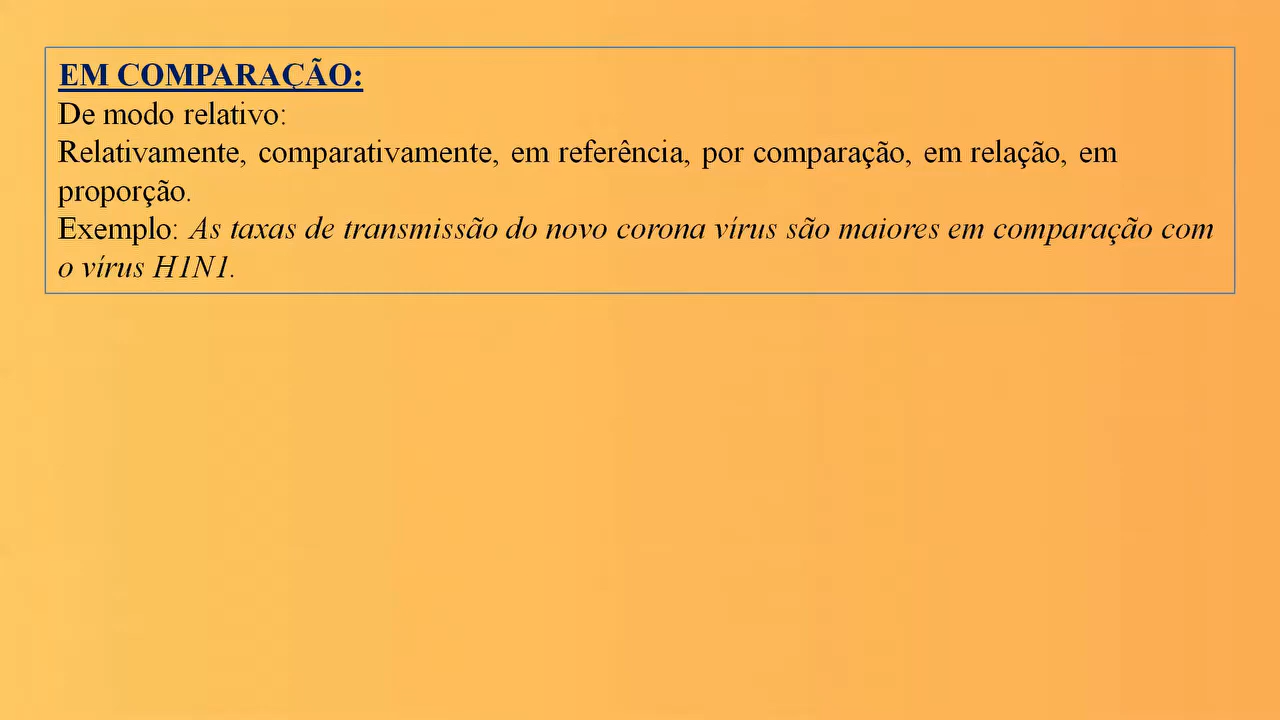 EM COMPARAÇÃO:
De modo relativo:
Relativamente, comparativamente, em referência, por comparação, em relação, em
proporção.
Exemplo: As taxas de transmissão do novo corona vírus são maiores em comparação com
o vírus H1N1.